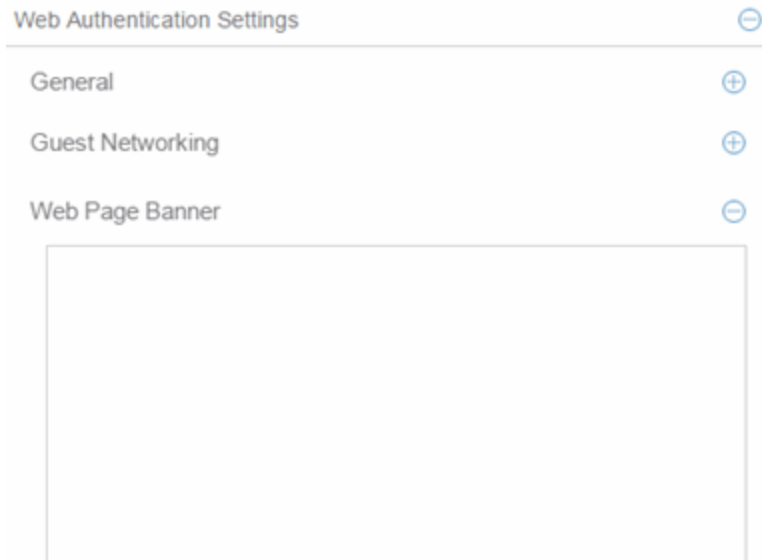 Web Authentication Settings
General
Guest Networking
Web Page Banner